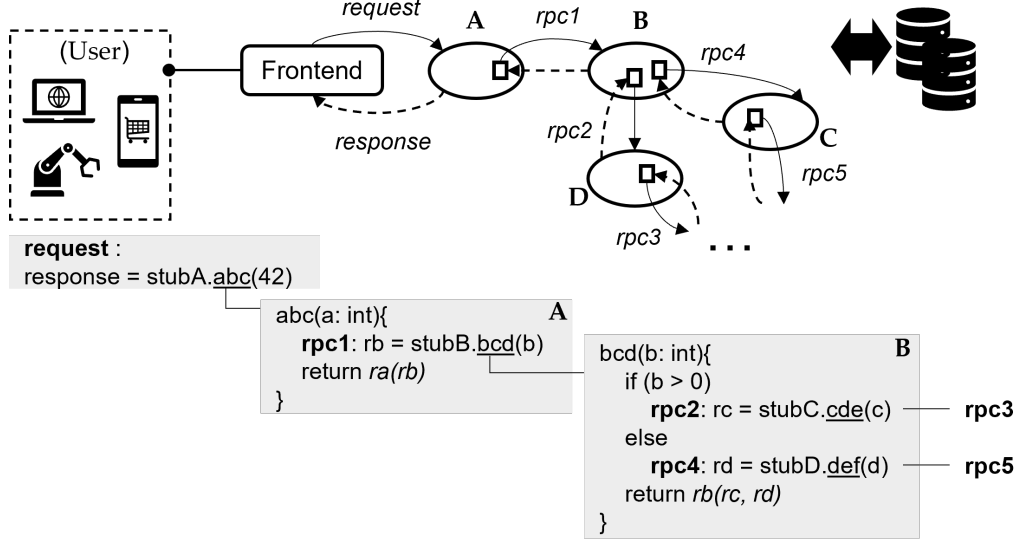 request
A
rpc1
B
(User)
Frontend
rpc4
response
rpc2
C
D
rpc5
rpc3
...
request :
response = stubA.abc(42)
abc(a: int){
A
rpc1: rb = stubB.bcd(b)
return ra(rb)
}
bcd(b: int){
B
if (b > 0)
rpc2: rc = stubC.cde(c)
rpc3
else
rpc4: rd = stubD.def(d)
rpc5
return rb(rc, rd)
}